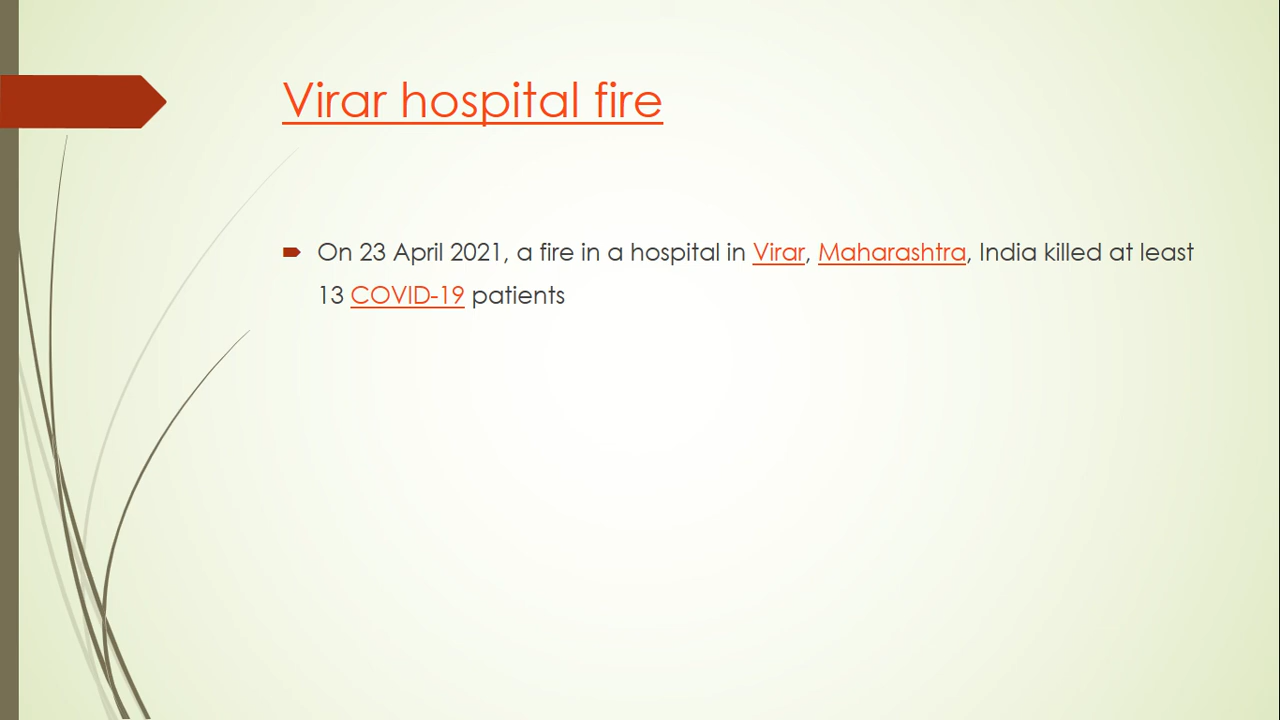 Virar hospital fire
On 23 April 2021, a fire in a hospital in Virar, Maharashtra, India killed at least
13 COVID-19 patients